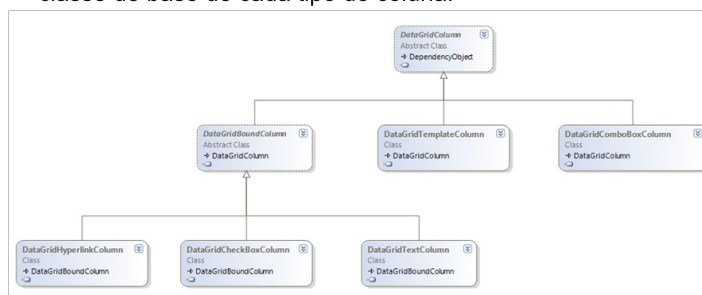 classe de base de cada tipo de coluna.
DataGridColumn
Abstract Class
DependencyObject
DataGridBoundColumn
Abstract Class
DataGridColumn
DataGridTemplateColumn
Class
DataGridColumn
DataGridComboBoxColumn
Class
DataGridColumn
DataGridHyperlinkColumn
Class
DataGridBoundColumn
DataGridCheckBoxColumn
Class
DataGridBoundColumn
DataGridTextColumn
Class
DataGridBoundColumn